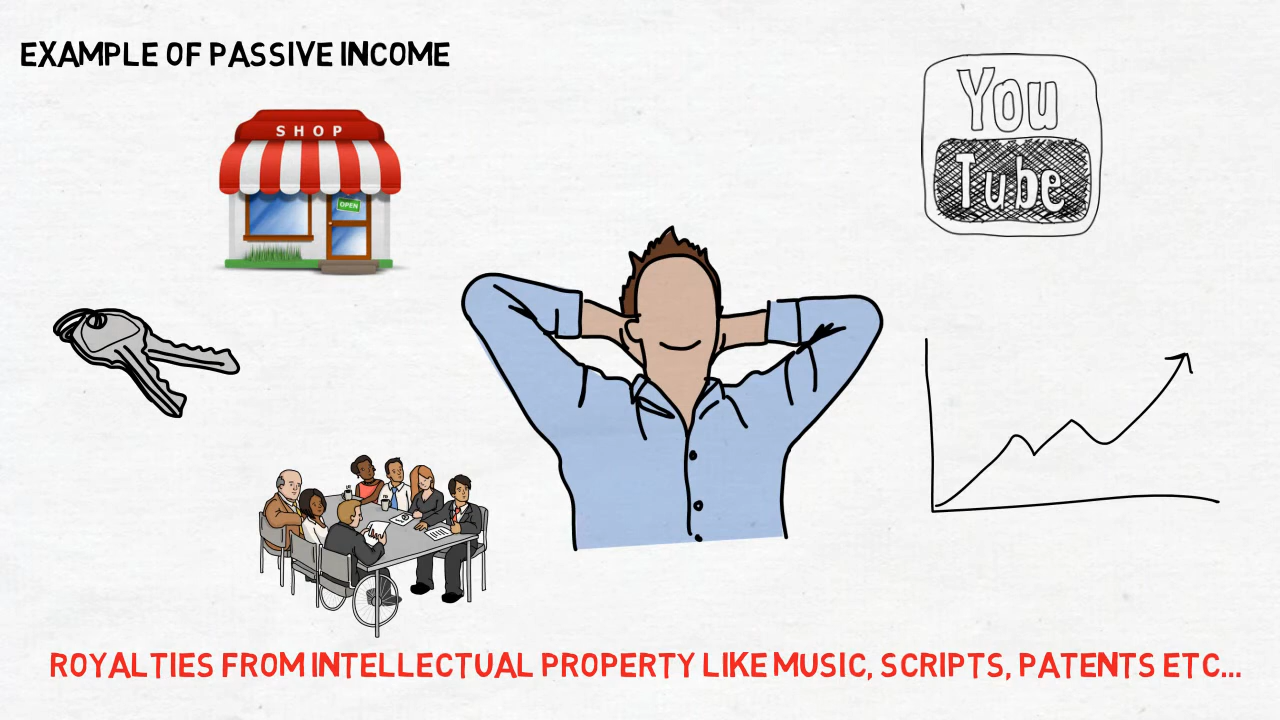 EXAMPLE OF PASSIVE INCOME
SHOP
OPEN
You
Tube
ROYALTIES FROM INTELLECTUAL PROPERTY LIKE MUSIC, SCRIPTS, PATENTS ETC...